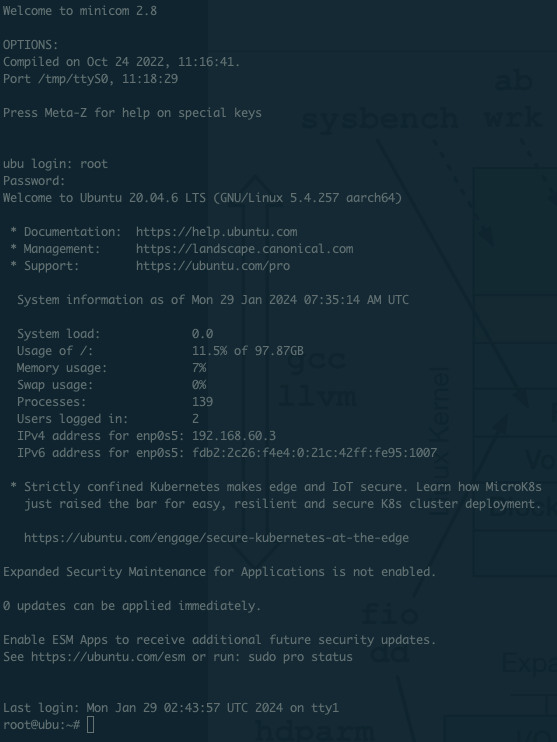 Welcome to minicom 2.8
OPTIONS:
Compiled on Oct 24 2022, 11:16:41.
Port /tmp/ttyS0, 11:18:29
Press Meta-Z for help on special keys
ab
sysbench wrk
ubu login: root
Password:
Welcome to Ubuntu 20.04.6 LTS (GNU/Linux 5.4.257 aarch64)
* Documentation:  https://help.ubuntu.com
* Management:     https://landscape.canonical.com
* Support:        https://ubuntu.com/pro
System information as of Mon 29 Jan 2024 07:35:14 AM UTC
System load:             0.0
Usage of /:              11.5% of 97.87GB
Memory usage:            7%
Swap usage:              0%
Processes:               139
Users logged in:         2
IPv4 address for enp0s5: 192.168.60.3
IPv6 address for enp0s5: fdb2:2c26:f4e4:0:21c:42ff:fe95:1007
gcc
llvm
Kernel
* Strictly confined Kubernetes makes edge and IoT secure. Learn how MicroK8s
just raised the bar for easy, resilient and secure K8s cluster deployment.
https://ubuntu.com/engage/secure-kubernetes-at-the-edge
Expanded Security Maintenance for Applications is not enabled.
0 updates can be applied immediately.
fio
dd
Enable ESM Apps to receive additional future security updates.
See https://ubuntu.com/esm or run: sudo pro status
Last login: Mon Jan 29 02:43:57 UTC 2024 on tty1
root@ubu:~#
hdparm